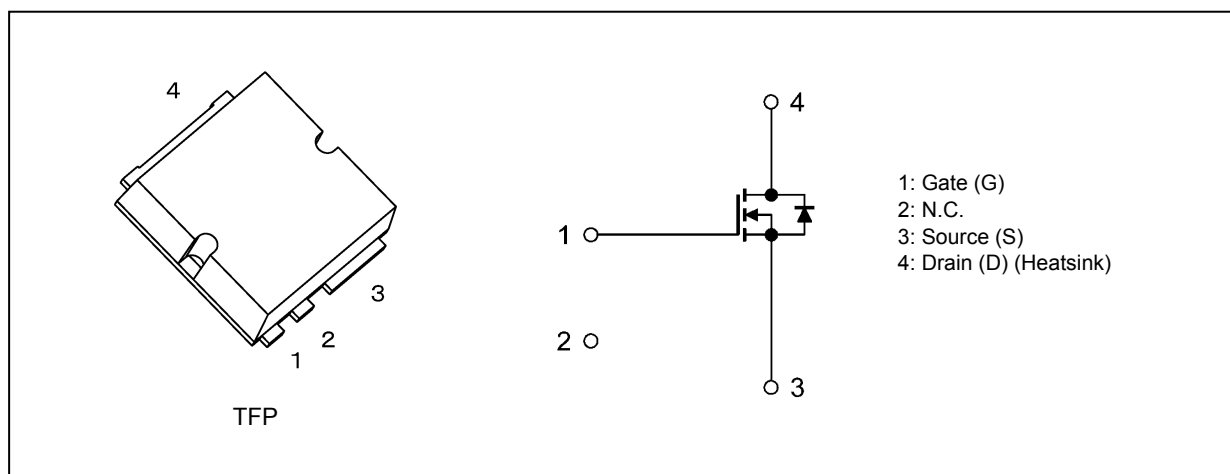 4
3
2
1
TFP
4
1
2
3
1: Gate (G)
2: N.C.
3: Source (S)
4: Drain (D) (Heatsink)